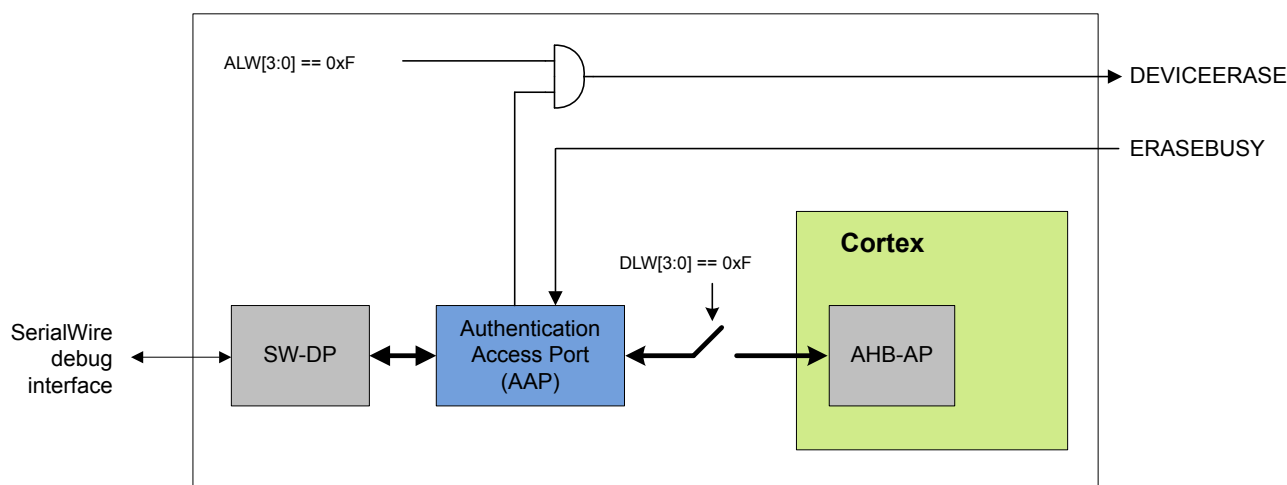 ALW[3:0] == 0xF
DEVICEERASE
ERASEBUSY
Cortex
DLW[3:0] == 0xF
SerialWire
debug
interface
SW-DP
Authentication
Access Port
(AAP)
AHB-AP